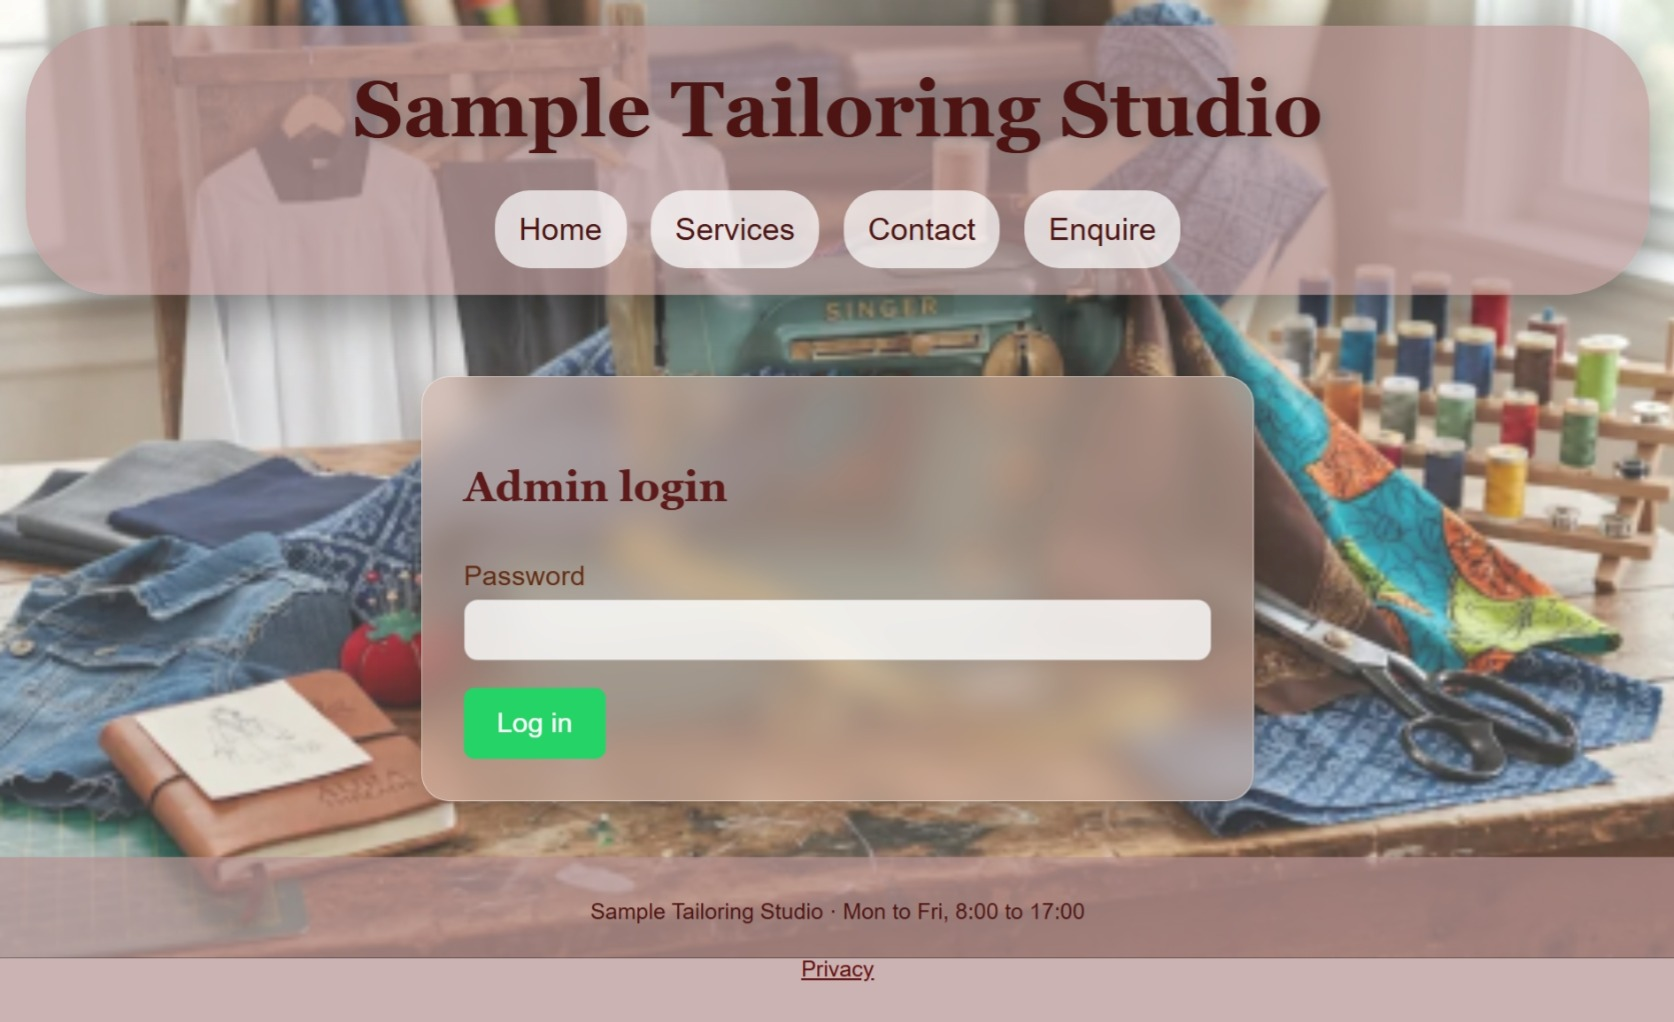 Sample Tailoring Studio
Home Services Contact Enquire
SINGER
Admin login
Password
Log in
Sample Tailoring Studio · Mon to Fri, 8:00 to 17:00
Privacy